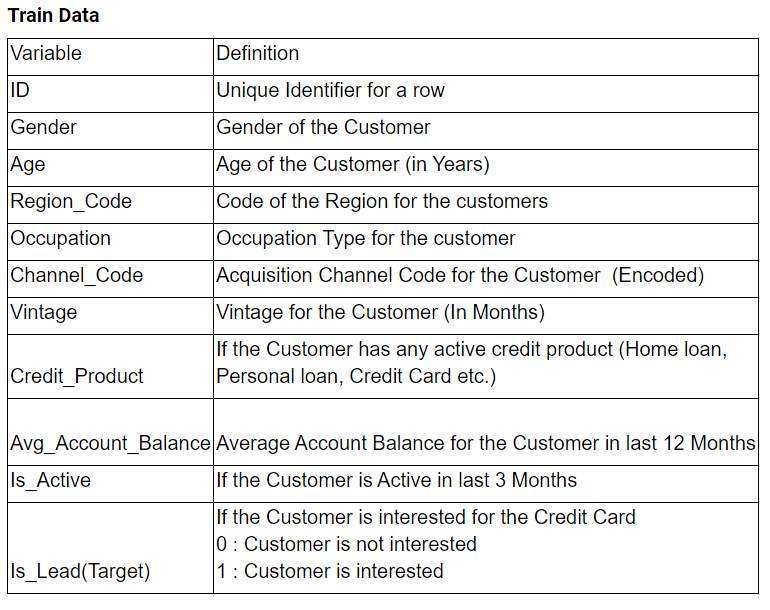 Train Data
Variable Definition
ID Unique Identifier for a row
Gender Gender of the Customer
Age Age of the Customer (in Years)
Region_Code Code of the Region for the customers
Occupation Occupation Type for the customer
Channel_Code Acquisition Channel Code for the Customer  (Encoded)
Vintage Vintage for the Customer (In Months)
If the Customer has any active credit product (Home loan,
Credit_Product Personal loan, Credit Card etc.)
Avg_Account_Balance Average Account Balance for the Customer in last 12 Months
Is_Active If the Customer is Active in last 3 Months
If the Customer is interested for the Credit Card
0 : Customer is not interested
Is_Lead(Target) 1 : Customer is interested